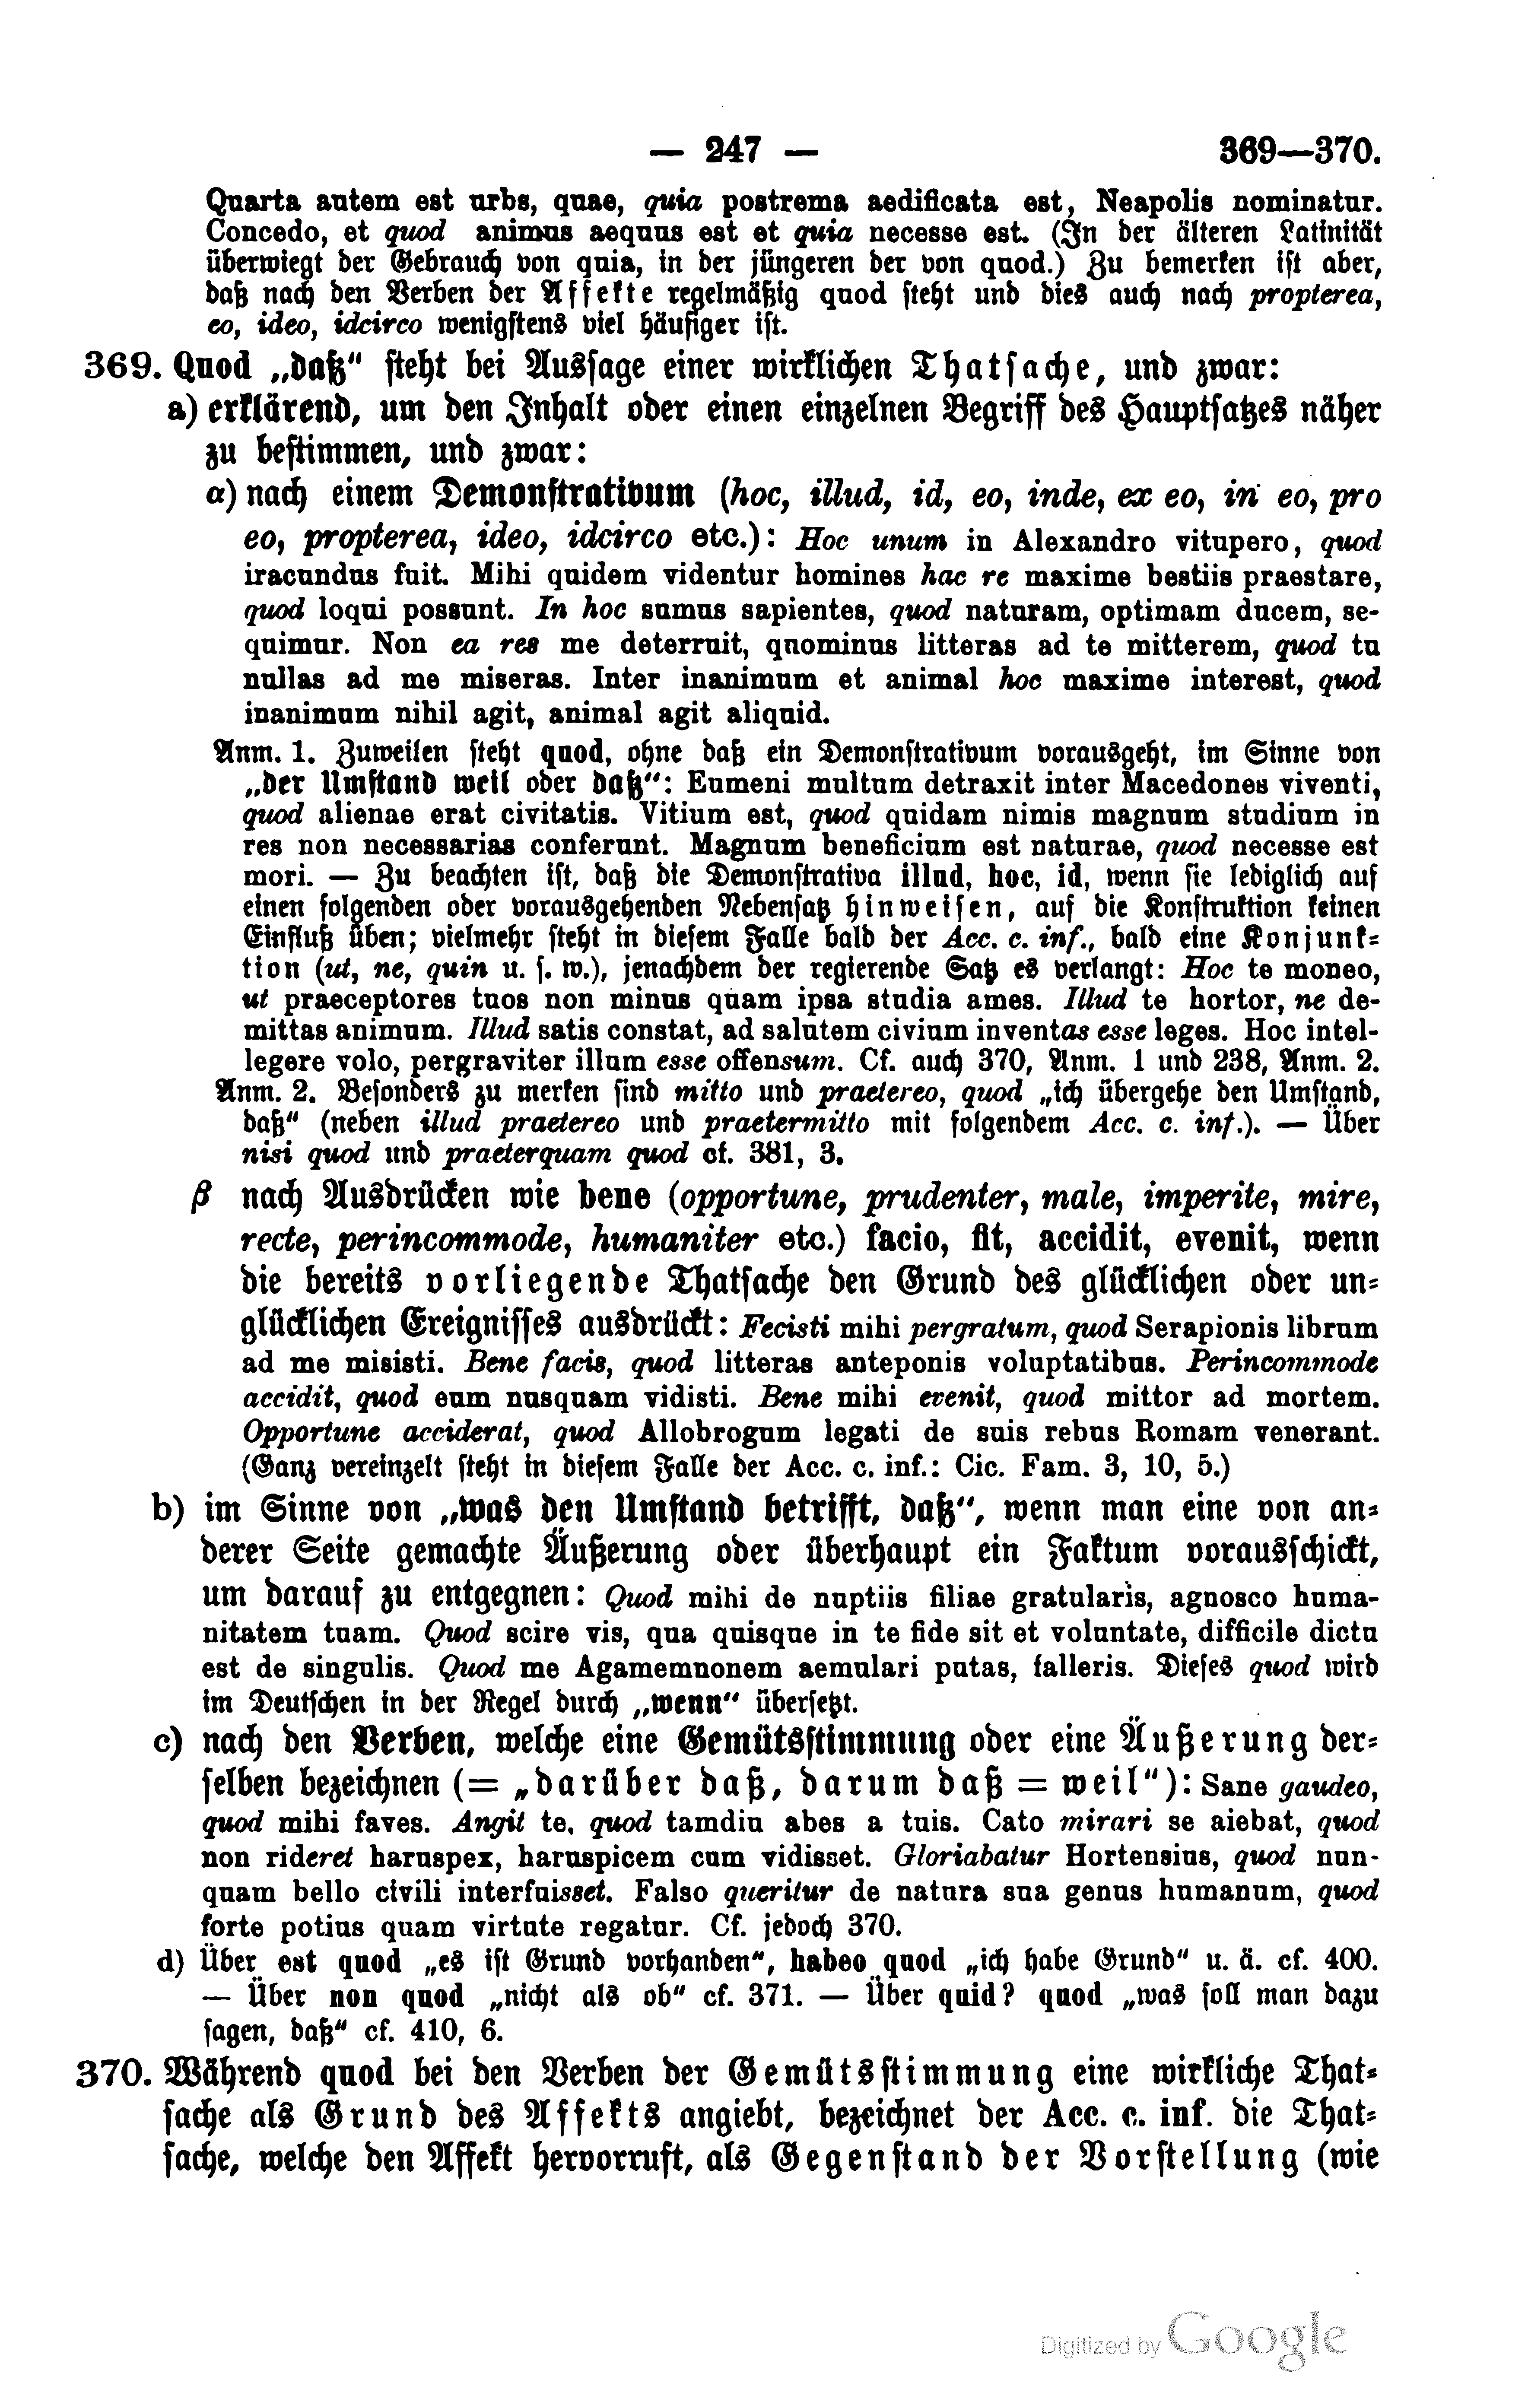 — 247 — 369—370.
Quarta autem est urbs, quae, quia postrema aedificata est, Neapolis nominatur.
Concedo, et quod animus aequus est et quia necesse est. (In der älteren Latinität
überwiegt der Gebrauch von quia, in der jüngeren der von quod.) Zu bemerken ist aber,
daß nach den Verben der Affekte regelmäßig quod steht und dies auch nach propterea,
eo, ideo, idcirco wenigstens viel häufiger ist.
369. Quod „daß“ steht bei Aussage einer wirklichen Thatsache, und zwar:
a) erklärend, um den Inhalt oder einen einzelnen Begriff des Hauptsatzes näher
zu bestimmen, und zwar:
α) nach einem Demonstrativum (hoc, illud, id, eo, inde, ex eo, in eo, pro
eo, propterea, ideo, idcirco etc.): Hoc unum in Alexandro vitupero, quod
iracundus fuit. Mihi quidem videntur homines hac re maxime bestiis praestare,
quod loqui possunt. In hoc sumus sapientes, quod naturam, optimam ducem, se-
quimur. Non ea res me deterruit, quominus litteras ad te mitterem, quod tu
nullas ad me miseras. Inter inanimum et animal hoc maxime interest, quod
inanimum nihil agit, animal agit aliquid.
Anm. 1. Zuweilen steht quod, ohne daß ein Demonstrativum vorausgeht, im Sinne von
„der Umstand weil oder daß“: Eumeni multum detraxit inter Macedones viventi,
quod alienae erat civitatis. Vitium est, quod quidam nimis magnum studium in
res non necessarias conferunt. Magnum beneficium est naturae, quod necesse est
mori. — Zu beachten ist, daß die Demonstrativa illud, hoc, id, wenn sie lediglich auf
einen folgenden oder vorausgehenden Nebensatz hinweisen, auf die Konstruktion keinen
Einfluß üben; vielmehr steht in diesem Falle bald der Acc. c. inf., bald eine Konjunk-
tion (ut, ne, quin u. s. w.), jenachdem der regierende Satz es verlangt: Hoc te moneo,
ut praeceptores tuos non minus quam ipsa studia ames. Illud te hortor, ne de-
mittas animum. Illud satis constat, ad salutem civium inventas esse leges. Hoc intel-
legere volo, pergraviter illum esse offensum. Cf. auch 370, Anm. 1 und 238, Anm. 2.
Anm. 2. Besonders zu merken sind mitto und praetereo, quod „ich übergehe den Umstand,
daß“ (neben illud praetereo und praetermitto mit folgendem Acc. c. inf.). — Über
nisi quod und praeterquam quod cf. 381, 3.
β nach Ausdrücken wie bene (opportune, prudenter, male, imperite, mire,
recte, perincommode, humaniter etc.) facio, fit, accidit, evenit, wenn
die bereits vorliegende Thatsache den Grund des glücklichen oder un-
glücklichen Ereignisses ausdrückt: Fecisti mihi pergratum, quod Serapionis librum
ad me misisti. Bene facis, quod litteras anteponis voluptatibus. Perincommode
accidit, quod eum nusquam vidisti. Bene mihi evenit, quod mittor ad mortem.
Opportune acciderat, quod Allobrogum legati de suis rebus Romam venerant.
(Ganz vereinzelt steht in diesem Falle der Acc. c. inf.: Cic. Fam. 3, 10, 5.)
b) im Sinne von „was den Umstand betrifft, daß“, wenn man eine von an-
derer Seite gemachte Äußerung oder überhaupt ein Faktum vorausschickt,
um darauf zu entgegnen: Quod mihi de nuptiis filiae gratularis, agnosco huma-
nitatem tuam. Quod scire vis, qua quisque in te fide sit et voluntate, difficile dictu
est de singulis. Quod me Agamemnonem aemulari putas, falleris. Dieses quod wird
im Deutschen in der Regel durch „wenn“ übersetzt.
c) nach den Verben, welche eine Gemütsstimmung oder eine Äußerung der-
selben bezeichnen (= „darüber daß, darum daß = weil“): Sane gaudeo,
quod mihi faves. Angit te, quod tamdiu abes a tuis. Cato mirari se aiebat, quod
non rideret haruspex, haruspicem cum vidisset. Gloriabatur Hortensius, quod nun-
quam bello civili interfuisset. Falso queritur de natura sua genus humanum, quod
forte potius quam virtute regatur. Cf. jedoch 370.
d) Über est quod „es ist Grund vorhanden“, habeo quod „ich habe Grund“ u. ä. cf. 400.
— Über non quod „nicht als ob“ cf. 371. — Über quid? quod „was soll man dazu
sagen, daß“ cf. 410, 6.
370. Während quod bei den Verben der Gemütsstimmung eine wirkliche That-
sache als Grund des Affekts angiebt, bezeichnet der Acc. c. inf. die That-
sache, welche den Affekt hervorruft, als Gegenstand der Vorstellung (wie
Digitized by Google